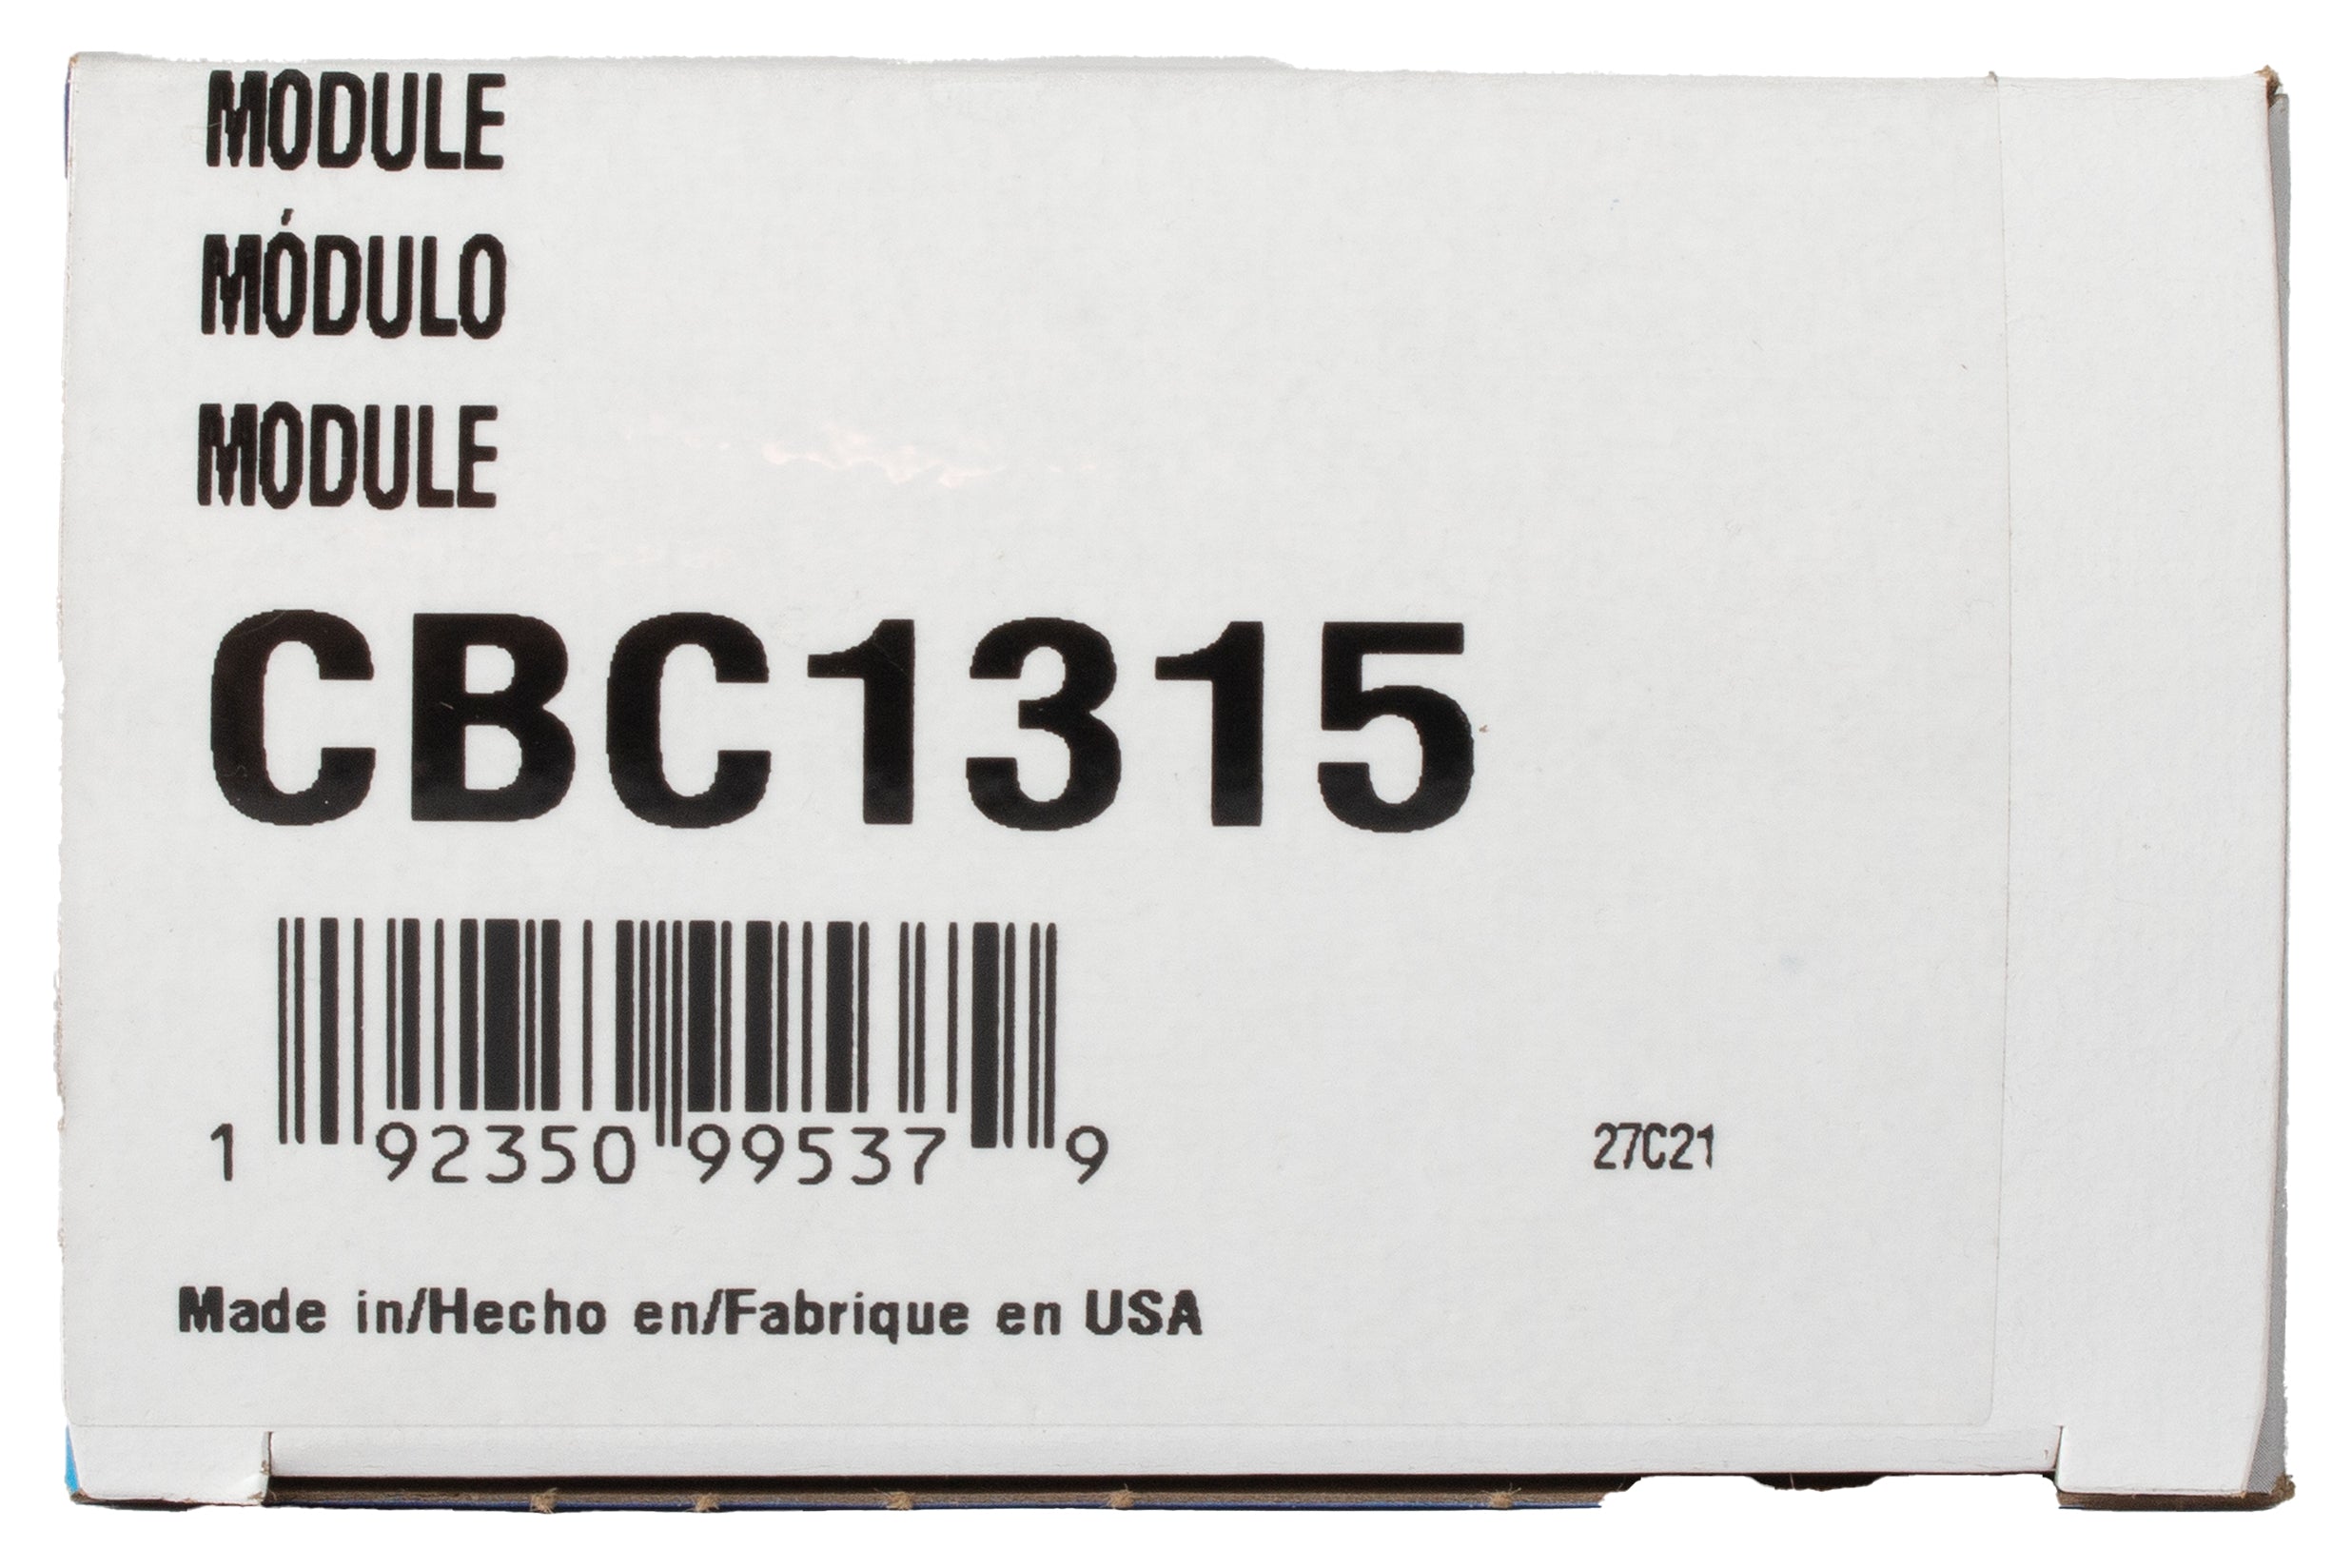 MODULE
MÓDULO
MODULE
CBC1315
1 92350 99537 9
27C21
Made in/Hecho en/Fabrique en USA